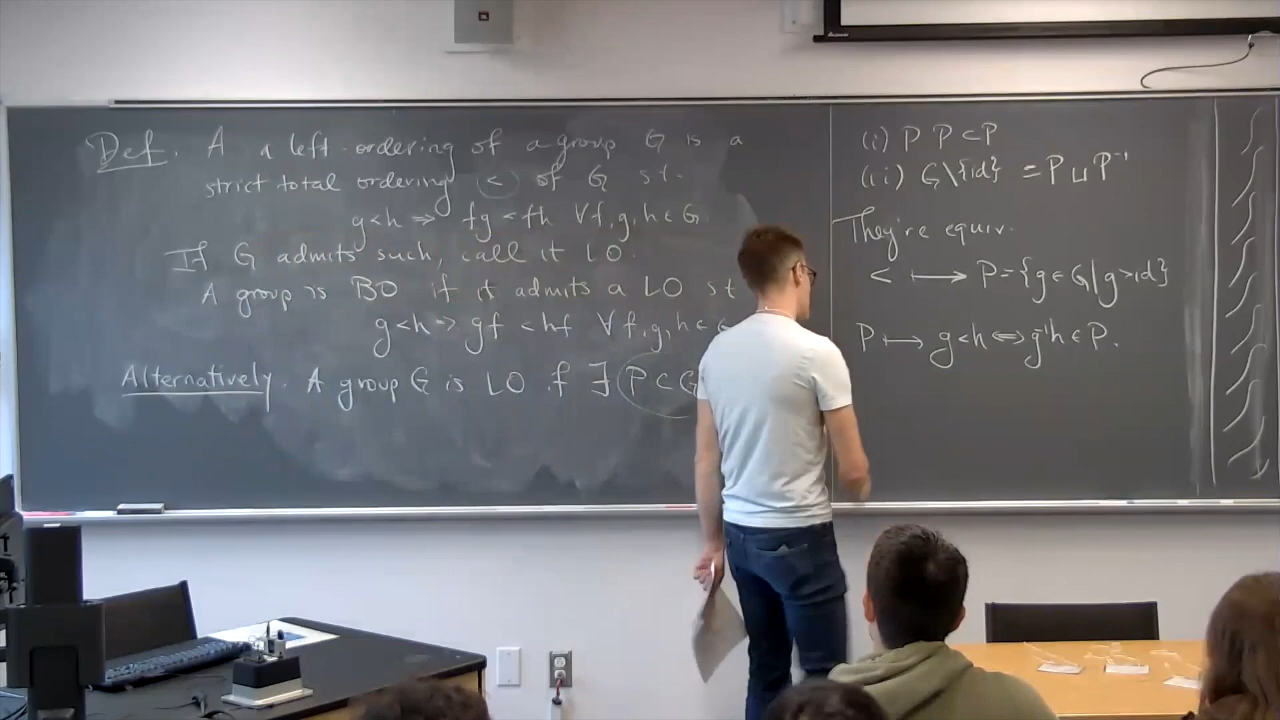 Def. A a left-ordering of a group G is a
strict total ordering < of G s.t.
g<h ⇒ fg<fh ∀f,g,h∈G
If G admits such, call it LO.
A group is BO if it admits a LO st
g<h ⇒ gf<hf ∀f,g,h∈
Alternatively. A group G is LO if ∃ P⊂G
(i) P P⊂P
(ii) G\{id} = P⊔P⁻¹
They're equiv.
< ⟼ P={g∈G|g>id}
P ⟼ g<h⟺g⁻¹h∈P.